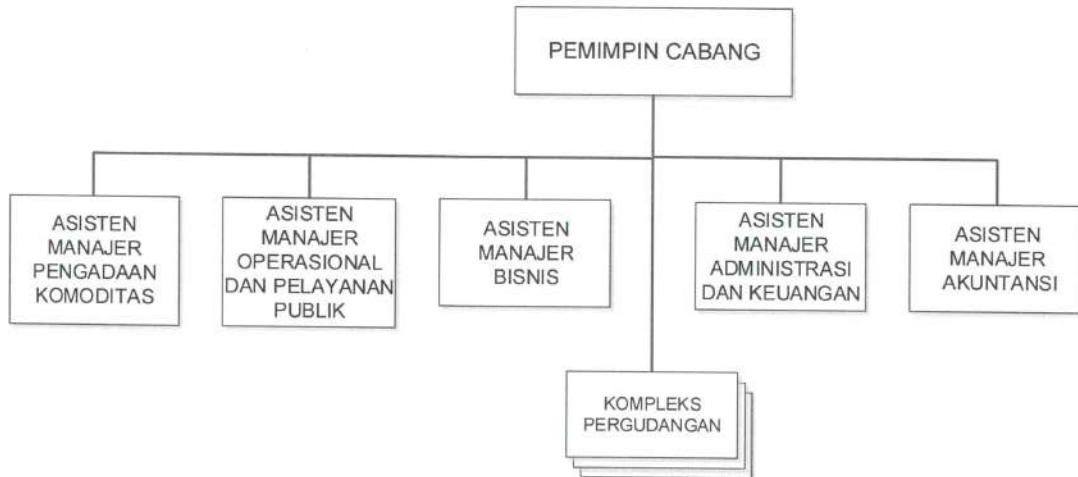 PEMIMPIN CABANG
ASISTEN
MANAJER
PENGADAAN
KOMODITAS
ASISTEN
MANAJER
OPERASIONAL
DAN PELAYANAN
PUBLIK
ASISTEN
MANAJER
BISNIS
ASISTEN
MANAJER
ADMINISTRASI
DAN KEUANGAN
ASISTEN
MANAJER
AKUNTANSI
KOMPLEKS
PERGUDANGAN